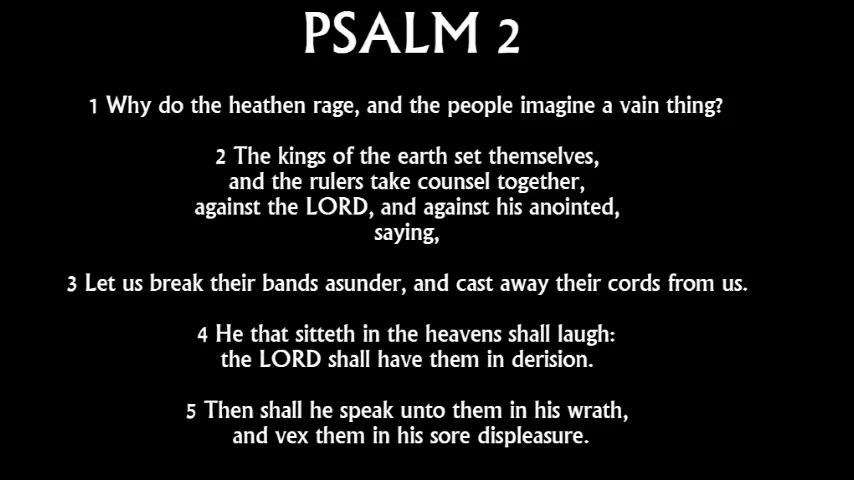 PSALM 2
1 Why do the heathen rage, and the people imagine a vain thing?
2 The kings of the earth set themselves,
and the rulers take counsel together,
against the LORD, and against his anointed,
saying,
3 Let us break their bands asunder, and cast away their cords from us.
4 He that sitteth in the heavens shall laugh:
the LORD shall have them in derision.
5 Then shall he speak unto them in his wrath,
and vex them in his sore displeasure.